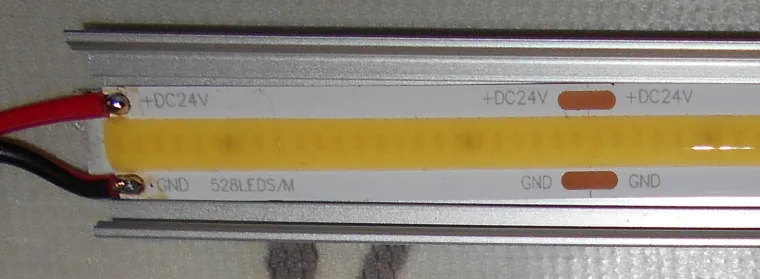 +DC24V +DC24V +DC24V
GND 528LEDS/M GND GND